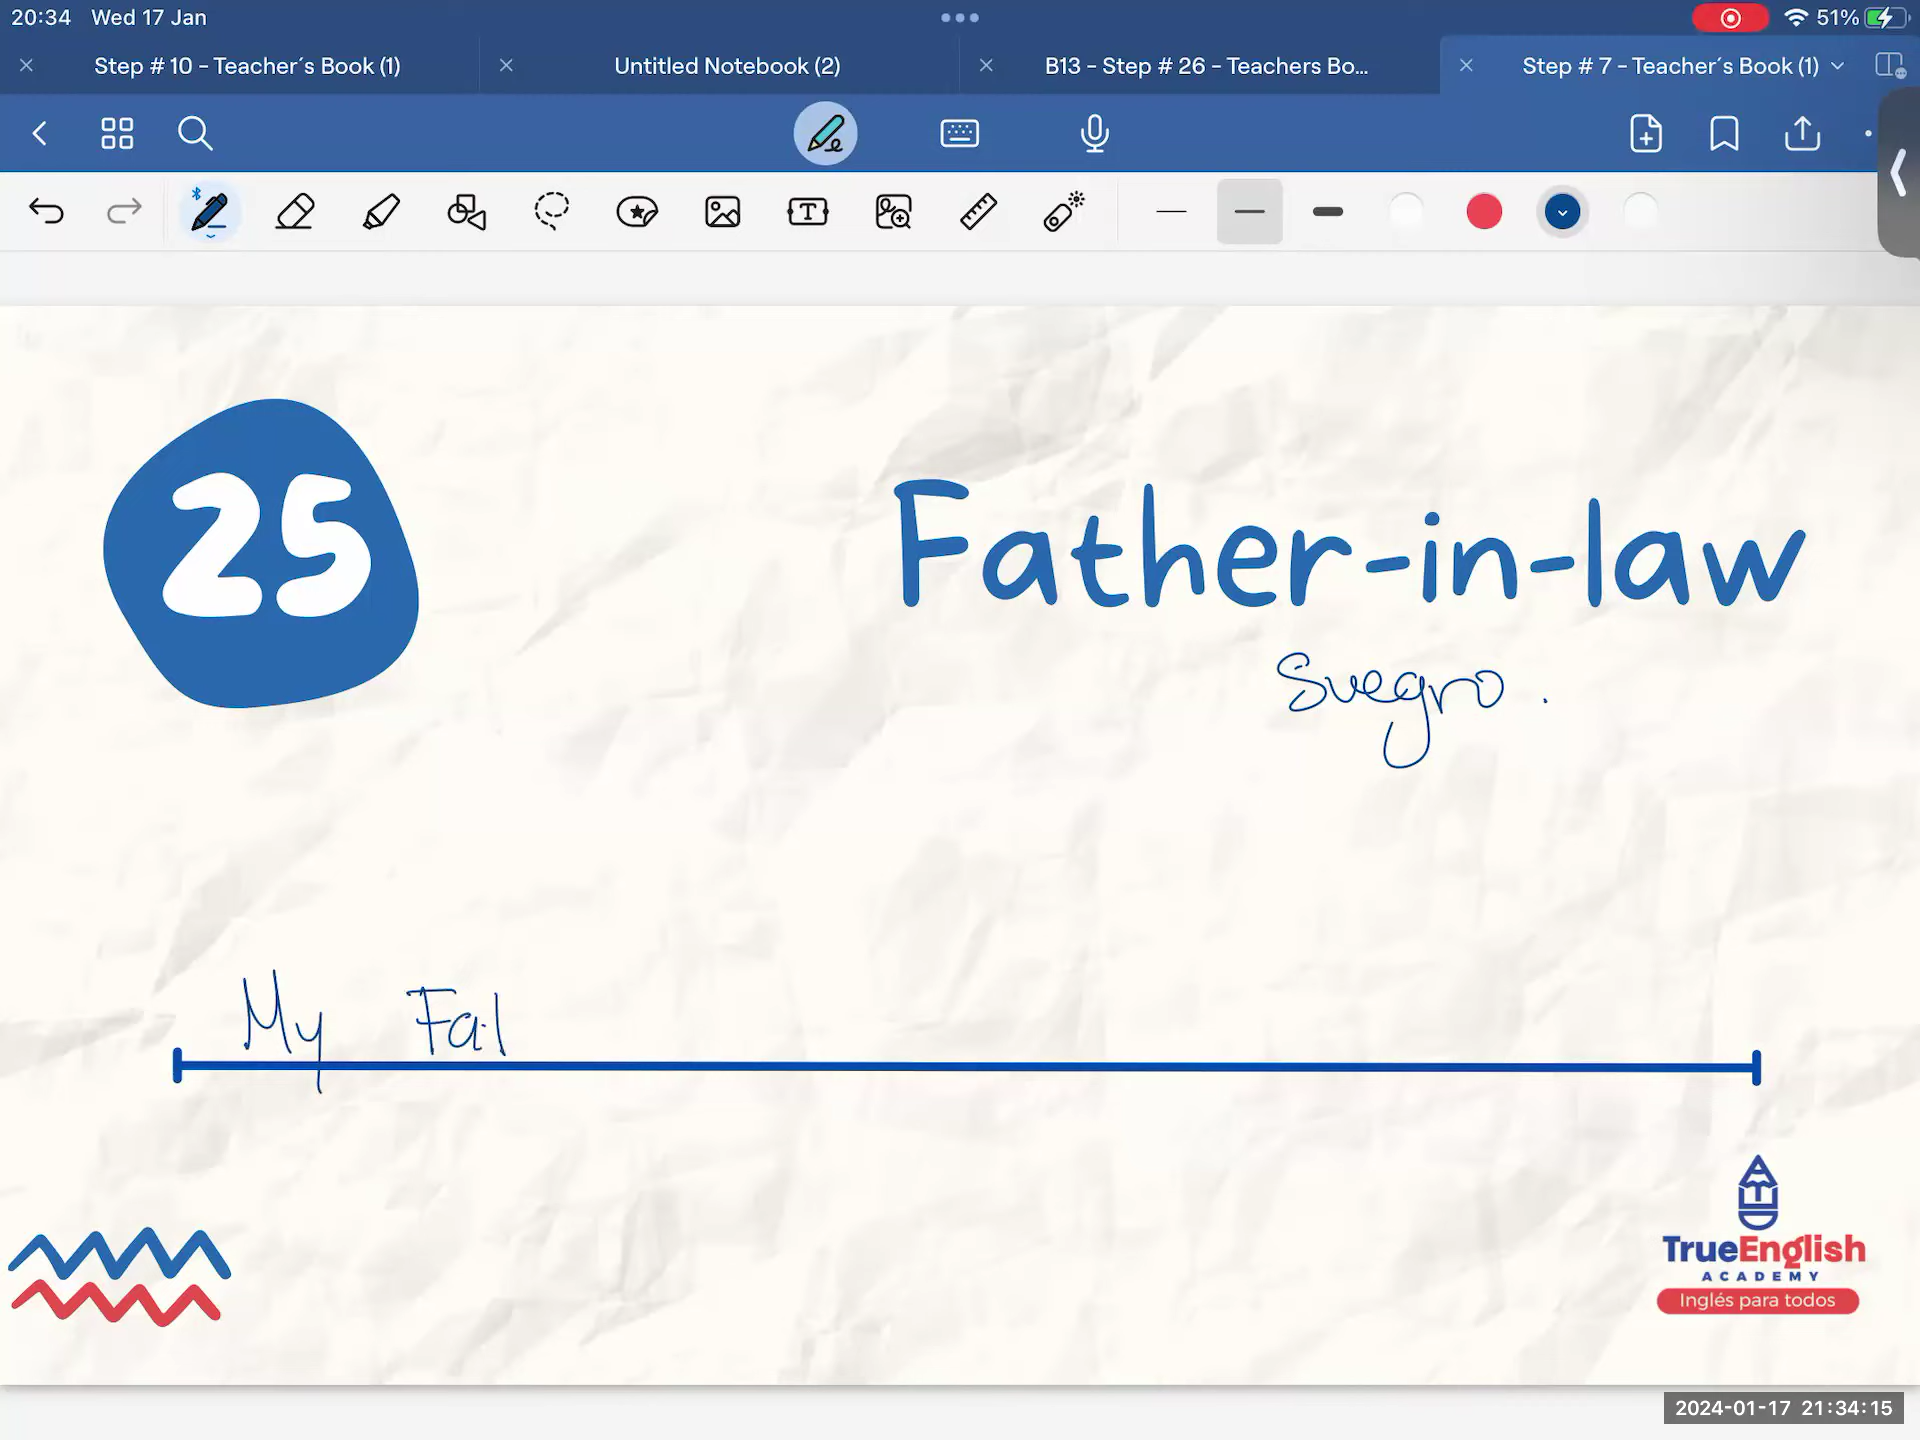 20:34 Wed 17 Jan
51%
Step # 10 - Teacher´s Book (1)
Untitled Notebook (2)
B13 - Step # 26 - Teachers Bo...
Step # 7 - Teacher´s Book (1)
25
Father-in-law
Suegro.
My Fal
TrueEnglish
ACADEMY
Inglés para todos
2024-01-17 21:34:15